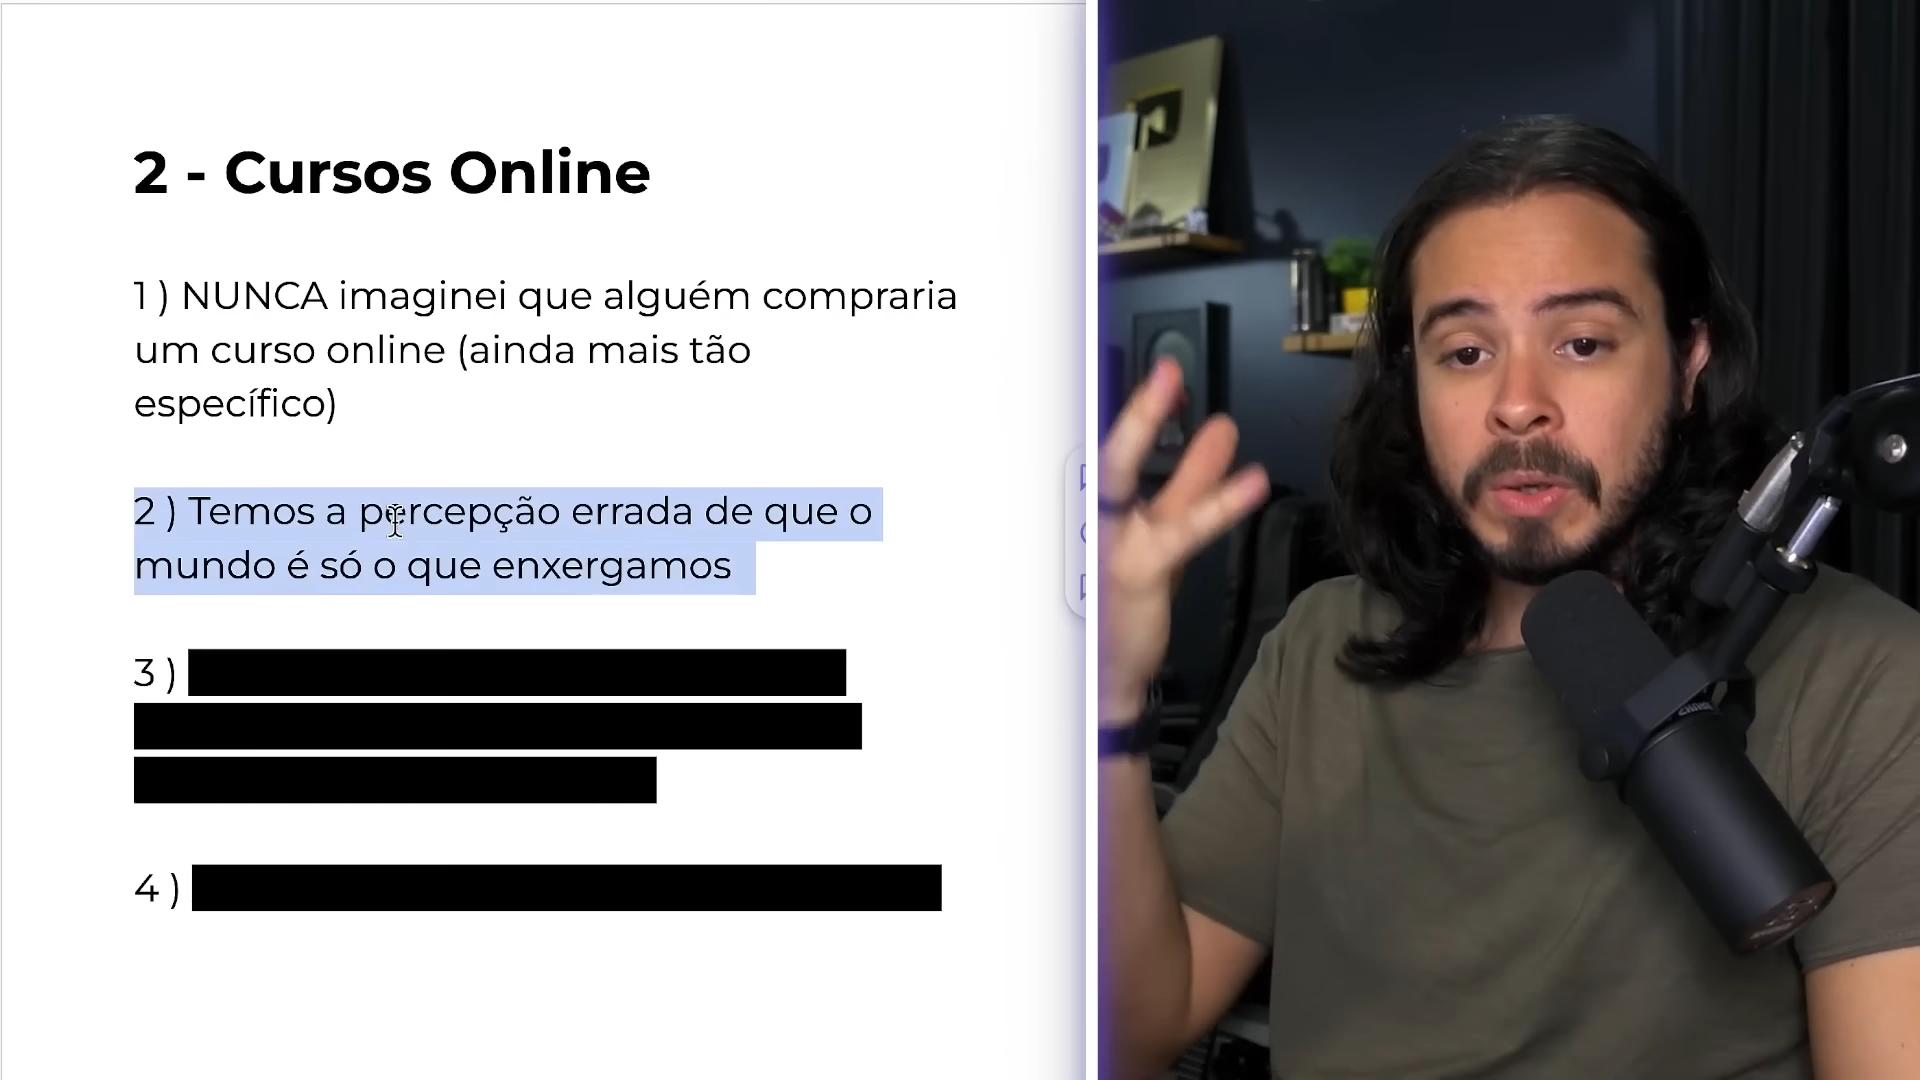 2 - Cursos Online
1 ) NUNCA imaginei que alguém compraria
um curso online (ainda mais tão
específico)
2 ) Temos a percepção errada de que o
mundo é só o que enxergamos
3 )
4 )